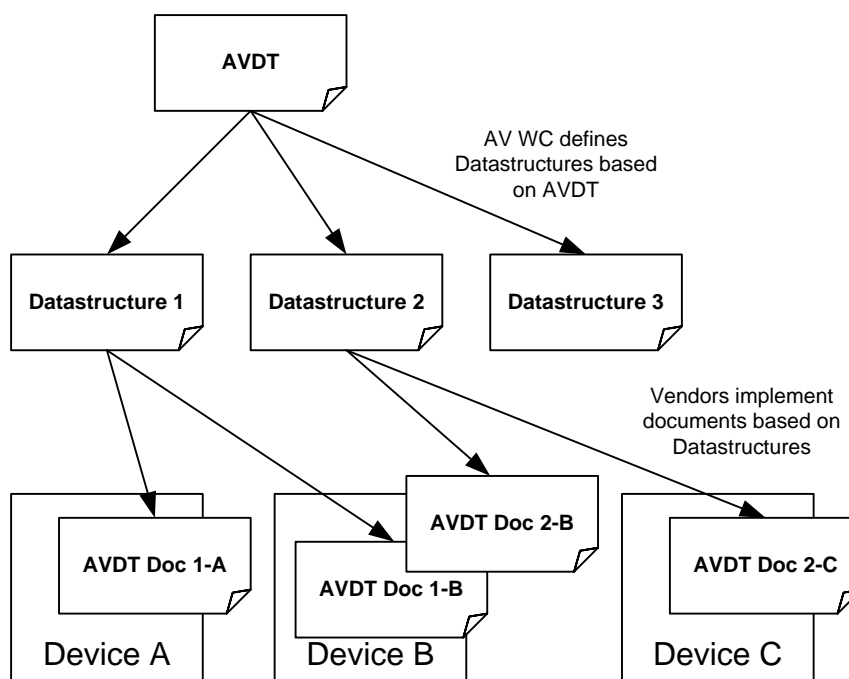 AVDT
AV WC defines
Datastructures based
on AVDT
Datastructure 1
Datastructure 2
Datastructure 3
Vendors implement
documents based on
Datastructures
AVDT Doc 2-B
AVDT Doc 1-A
AVDT Doc 1-B
AVDT Doc 2-C
Device A
Device B
Device C